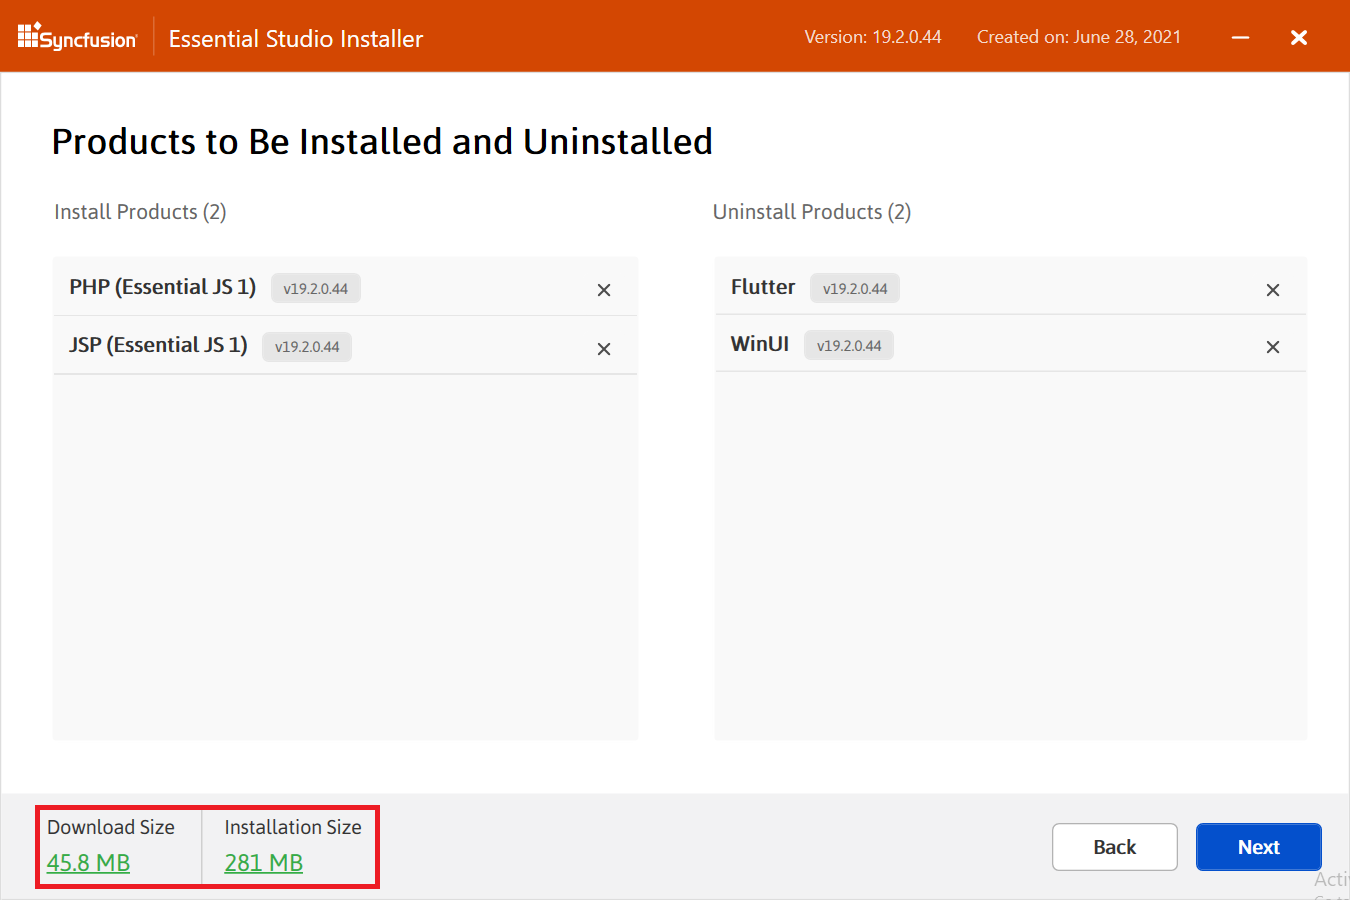 Syncfusion
Essential Studio Installer
Version: 19.2.0.44
Created on: June 28, 2021
Products to Be Installed and Uninstalled
Install Products (2)
Uninstall Products (2)
PHP (Essential JS 1) v19.2.0.44
JSP (Essential JS 1) v19.2.0.44
Flutter v19.2.0.44
WinUI v19.2.0.44
Download Size
45.8 MB
Installation Size
281 MB
Back
Next
Acti